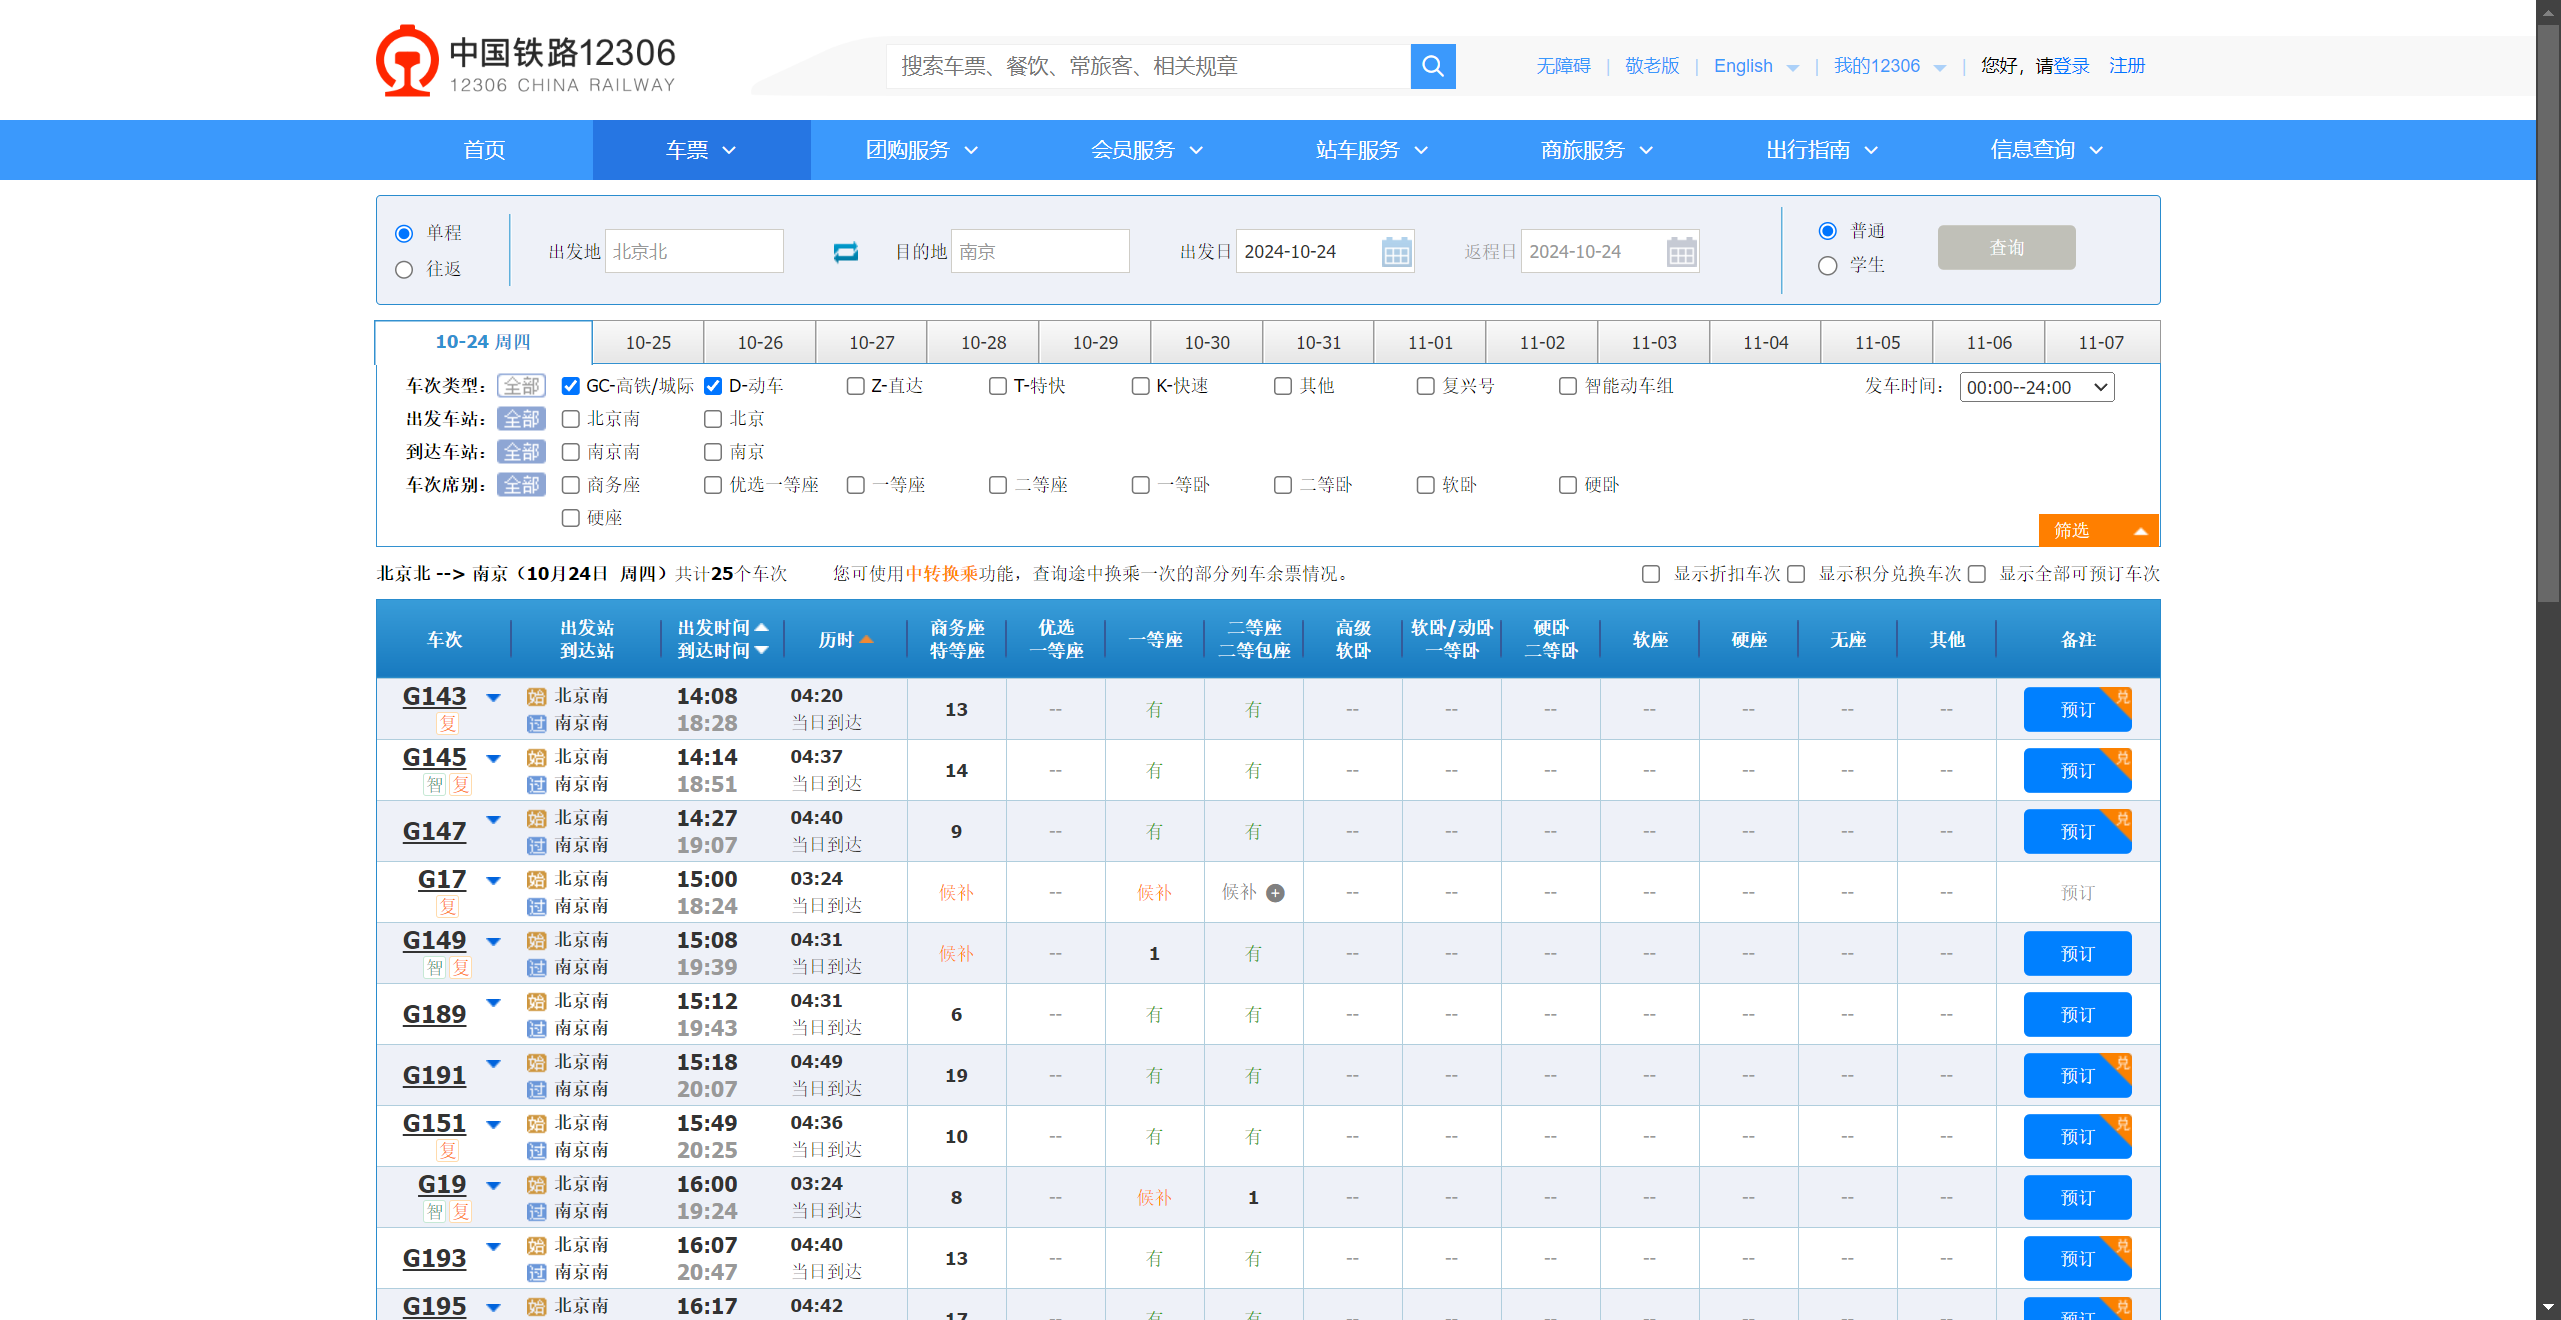 中国铁路12306
12306 CHINA RAILWAY
搜索车票、餐饮、常旅客、相关规章
无障碍 | 敬老版 | English | 我的12306 | 您好，请登录 注册
首页 车票 团购服务 会员服务 站车服务 商旅服务 出行指南 信息查询
单程
往返
出发地 北京北 目的地 南京 出发日 2024-10-24 返程日 2024-10-24
普通
学生
查询
10-24 周四 10-25 10-26 10-27 10-28 10-29 10-30 10-31 11-01 11-02 11-03 11-04 11-05 11-06 11-07
车次类型： 全部 GC-高铁/城际 D-动车 Z-直达 T-特快 K-快速 其他 复兴号 智能动车组 发车时间： 00:00--24:00
出发车站： 全部 北京南 北京
到达车站： 全部 南京南 南京
车次席别： 全部 商务座 优选一等座 一等座 二等座 一等卧 二等卧 软卧 硬卧
硬座
筛选
北京北 --> 南京（10月24日 周四）共计25个车次 您可使用中转换乘功能，查询途中换乘一次的部分列车余票情况。 显示折扣车次 显示积分兑换车次 显示全部可预订车次
车次 出发站 到达站 出发时间 到达时间 历时 商务座 特等座 优选 一等座 一等座 二等座 二等包座 高级 软卧 软卧/动卧 一等卧 硬卧 二等卧 软座 硬座 无座 其他 备注
G143 始 北京南 14:08 04:20 13 -- 有 有 -- -- -- -- -- -- -- 预订 兑
复 过 南京南 18:28 当日到达
G145 始 北京南 14:14 04:37 14 -- 有 有 -- -- -- -- -- -- -- 预订 兑
智 复 过 南京南 18:51 当日到达
G147 始 北京南 14:27 04:40 9 -- 有 有 -- -- -- -- -- -- -- 预订 兑
过 南京南 19:07 当日到达
G17 始 北京南 15:00 03:24 候补 -- 候补 候补 -- -- -- -- -- -- -- 预订
复 过 南京南 18:24 当日到达
G149 始 北京南 15:08 04:31 候补 -- 1 有 -- -- -- -- -- -- -- 预订
智 复 过 南京南 19:39 当日到达
G189 始 北京南 15:12 04:31 6 -- 有 有 -- -- -- -- -- -- -- 预订
过 南京南 19:43 当日到达
G191 始 北京南 15:18 04:49 19 -- 有 有 -- -- -- -- -- -- -- 预订 兑
过 南京南 20:07 当日到达
G151 始 北京南 15:49 04:36 10 -- 有 有 -- -- -- -- -- -- -- 预订 兑
复 过 南京南 20:25 当日到达
G19 始 北京南 16:00 03:24 8 -- 候补 1 -- -- -- -- -- -- -- 预订
智 复 过 南京南 19:24 当日到达
G193 始 北京南 16:07 04:40 13 -- 有 有 -- -- -- -- -- -- -- 预订 兑
过 南京南 20:47 当日到达
G195 始 北京南 16:17 04:42 17 -- 有 有 -- -- -- -- -- -- -- 预订 兑